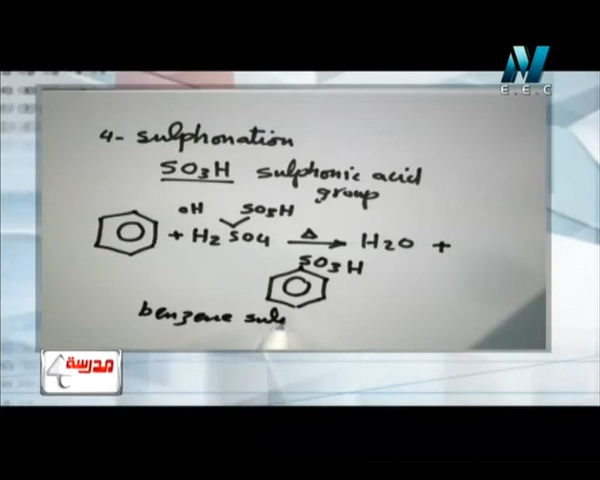 E.E.C
4- sulphonation
SO3H sulphonic acid
group
OH SO3H
+ H2SO4 Δ → H2O +
SO3H
benzene sul
مدرسة